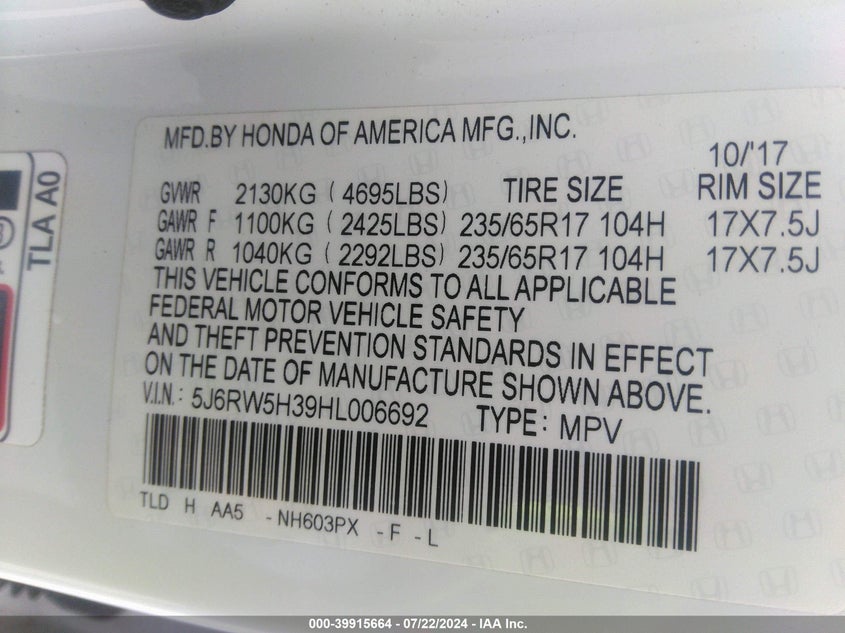 MFD.BY HONDA OF AMERICA MFG.,INC.
10/'17
GVWR 2130KG ( 4695LBS) TIRE SIZE RIM SIZE
GAWR F 1100KG ( 2425LBS) 235/65R17 104H 17X7.5J
GAWR R 1040KG ( 2292LBS) 235/65R17 104H 17X7.5J
THIS VEHICLE CONFORMS TO ALL APPLICABLE
FEDERAL MOTOR VEHICLE SAFETY
AND THEFT PREVENTION STANDARDS IN EFFECT
ON THE DATE OF MANUFACTURE SHOWN ABOVE.
V.I.N.: 5J6RW5H39HL006692 TYPE: MPV
TLD H AA5 -NH603PX -F -L
TLA A0
000-39915664 - 07/22/2024 - IAA Inc.